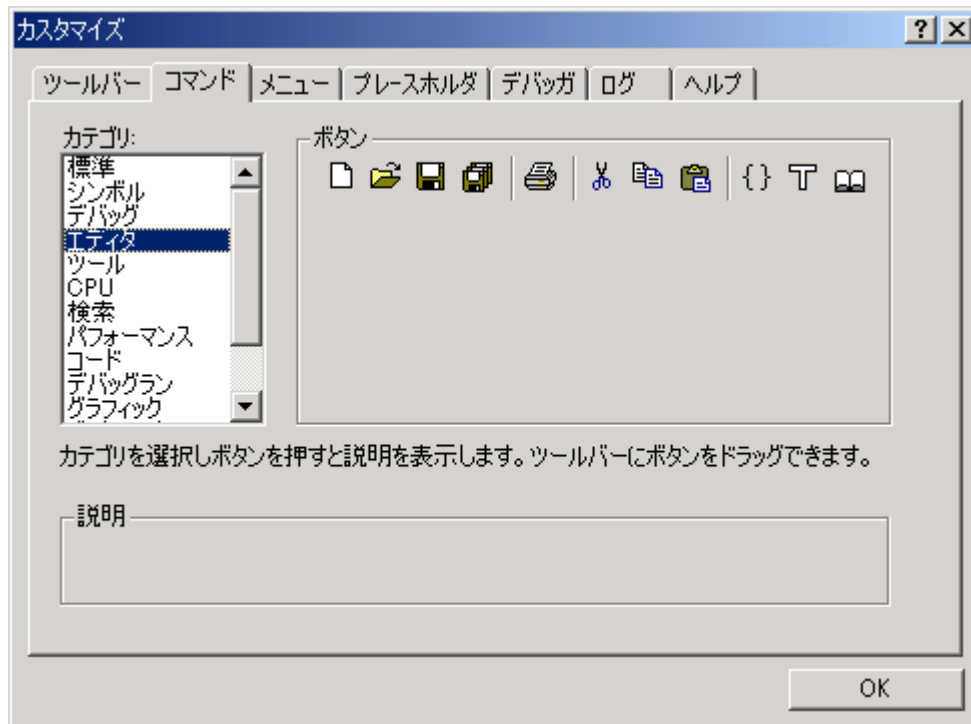 カスタマイズ
ツールバー コマンド メニュー プレースホルダ デバッガ ログ ヘルプ
カテゴリ:
ボタン
標準
シンボル
デバッグ
エディタ
ツール
CPU
検索
パフォーマンス
コード
デバッグラン
グラフィック
カテゴリを選択しボタンを押すと説明を表示します。ツールバーにボタンをドラッグできます。
説明
OK